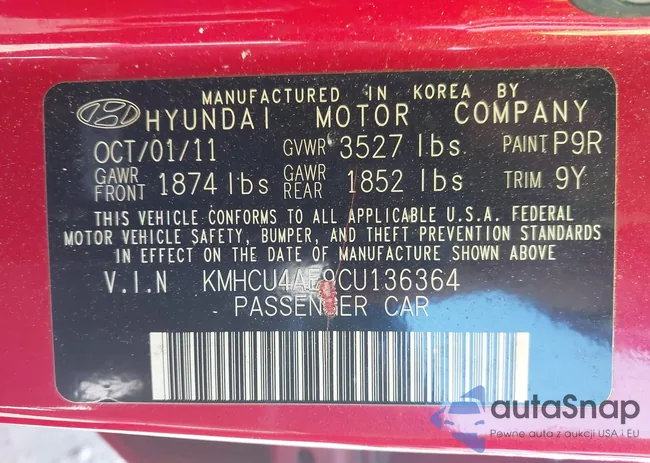 MANUFACTURED IN KOREA BY
HYUNDAI MOTOR COMPANY
OCT/01/11 GVWR 3527 lbs. PAINT P9R
GAWR FRONT 1874 lbs GAWR REAR 1852 lbs TRIM 9Y
THIS VEHICLE CONFORMS TO ALL APPLICABLE U.S.A. FEDERAL
MOTOR VEHICLE SAFETY, BUMPER, AND THEFT PREVENTION STANDARDS
IN EFFECT ON THE DATE OF MANUFACTURE SHOWN ABOVE
V.I.N KMHCU4AE9CU136364
PASSENGER CAR
autaSnap
Pewne auta z aukcji USA i EU